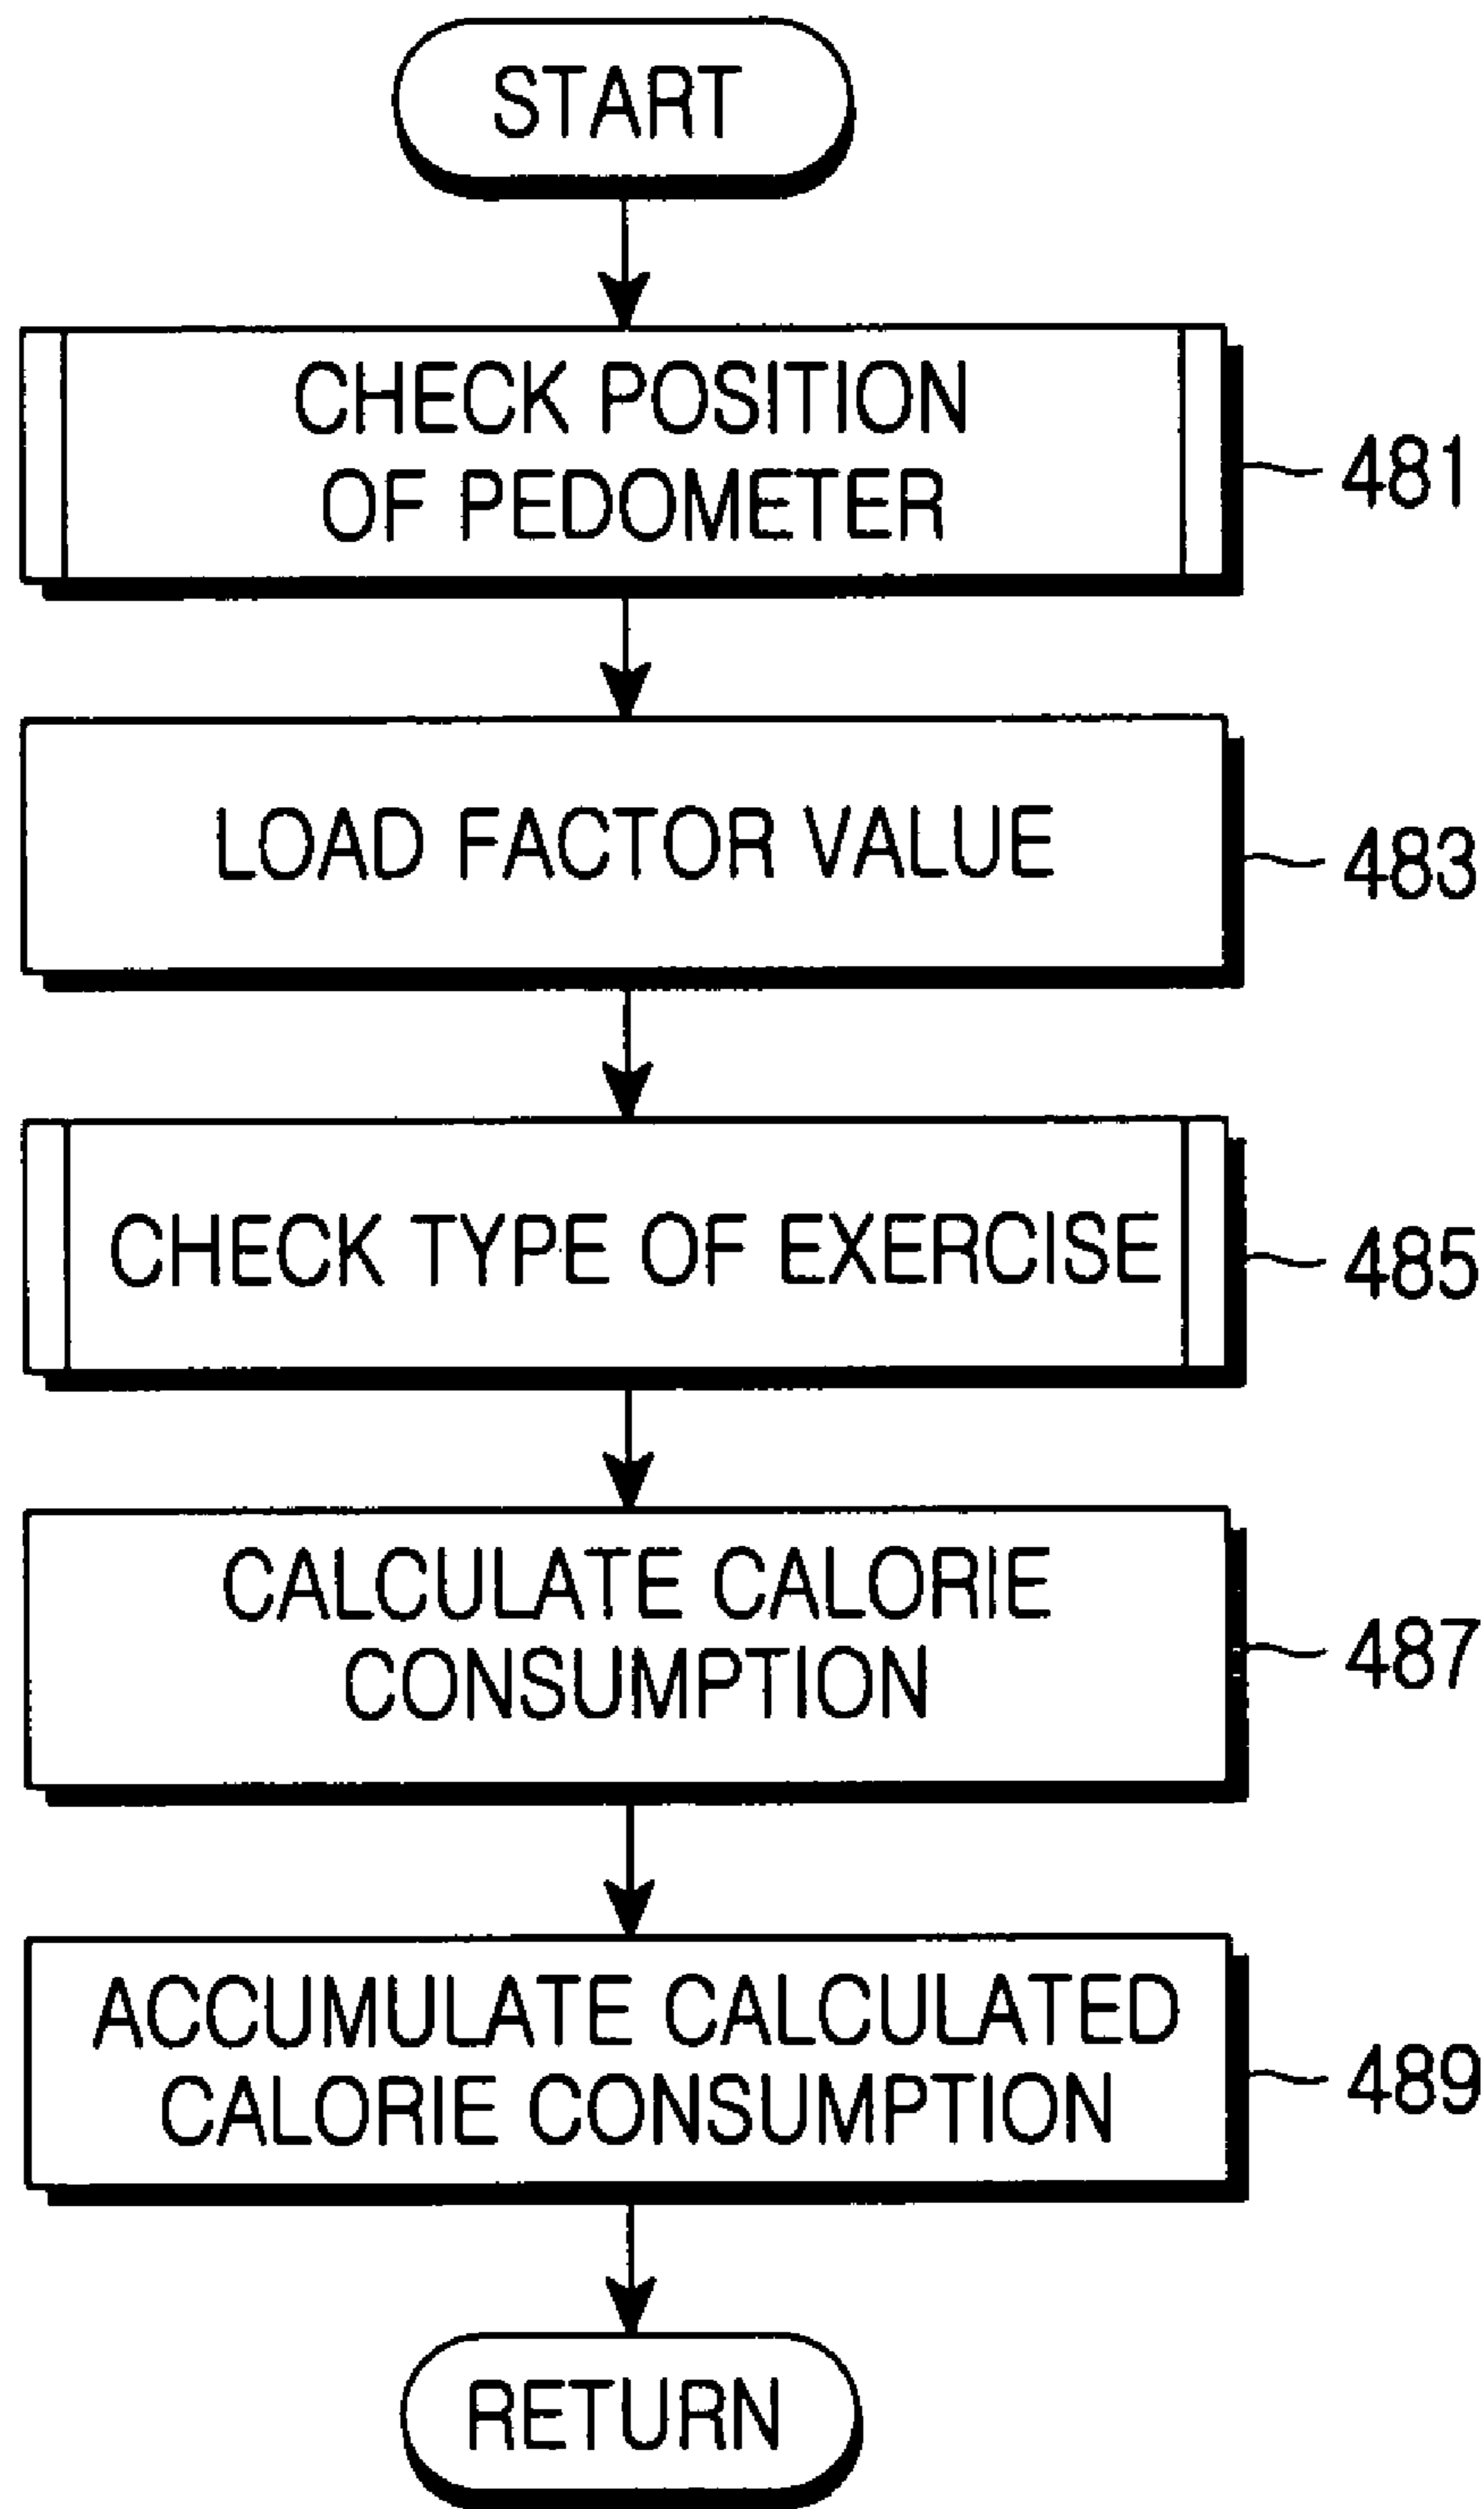 START
CHECK POSITION
OF PEDOMETER
481
LOAD FACTOR VALUE
483
CHECK TYPE OF EXERCISE
485
CALCULATE CALORIE
CONSUMPTION
487
ACCUMULATE CALCULATED
CALORIE CONSUMPTION
489
RETURN